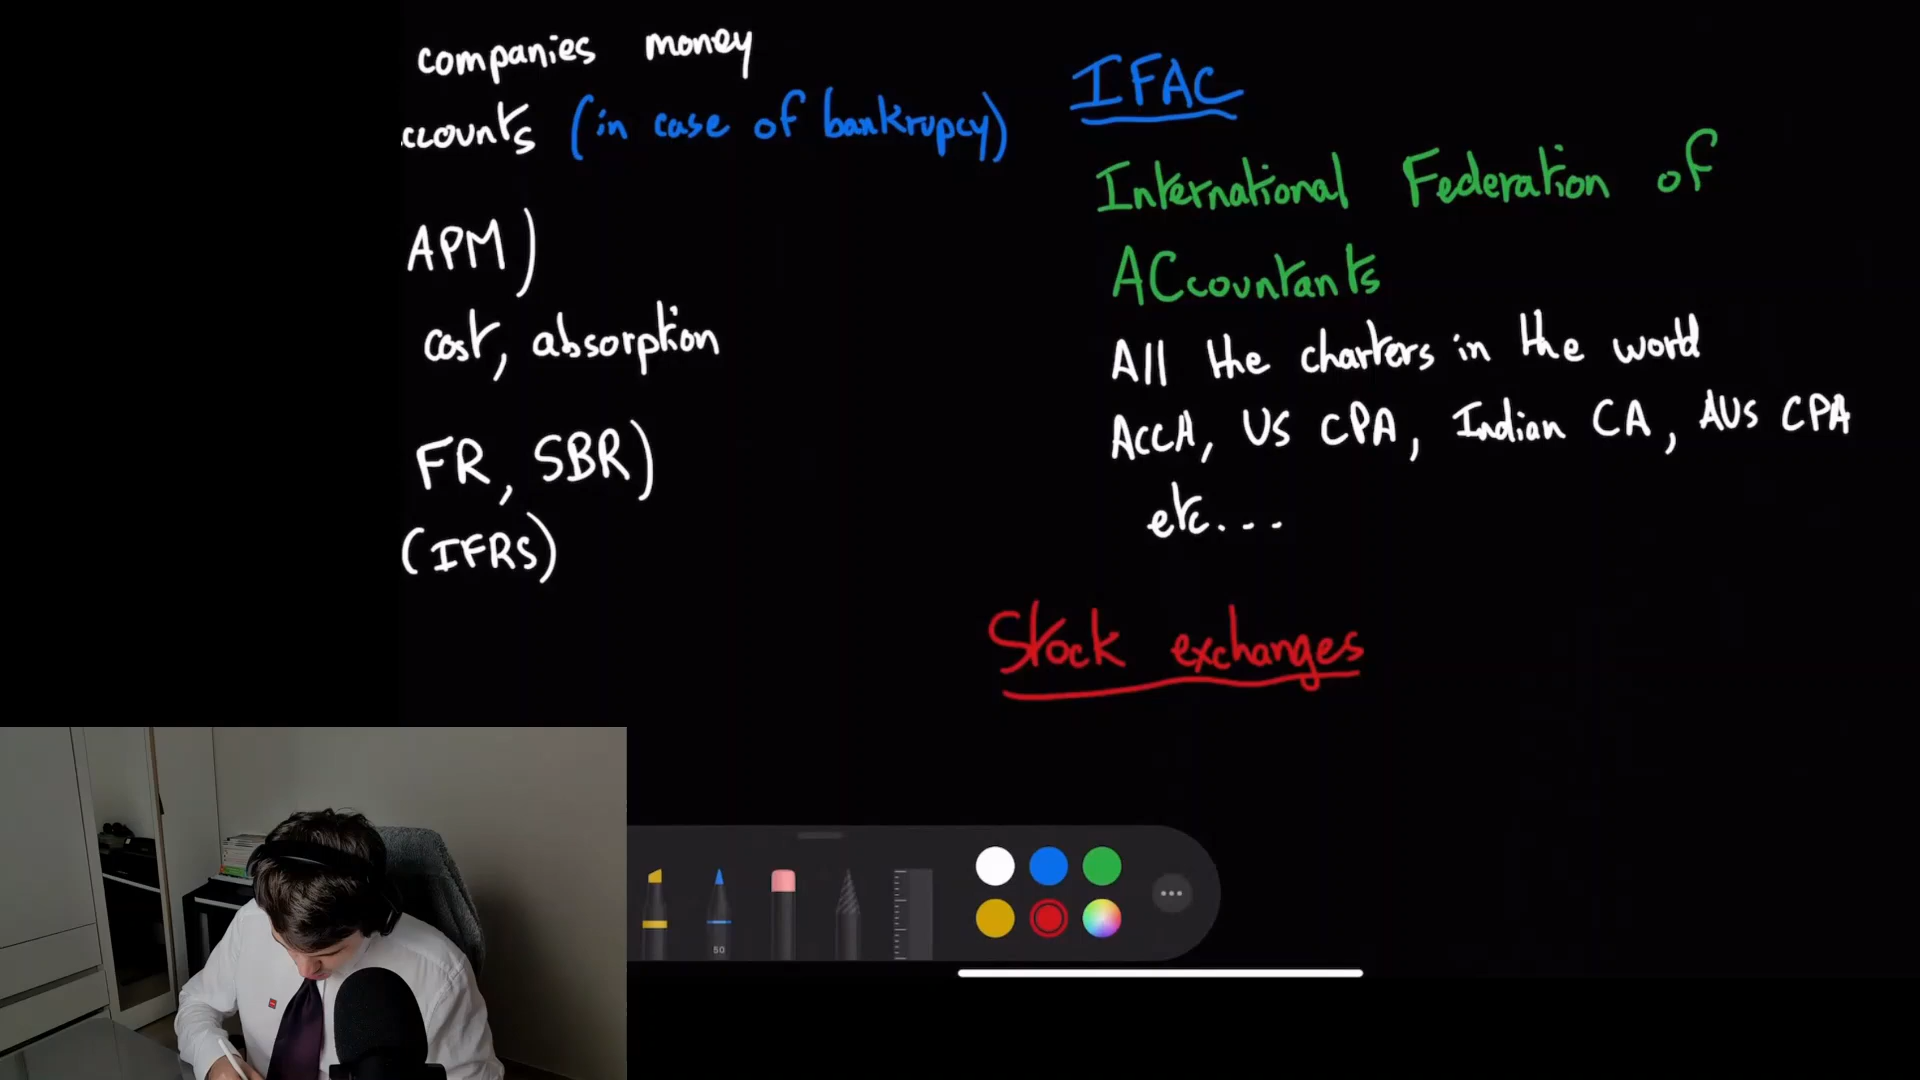 companies money
ccounts (in case of bankrupcy)
APM)
cost, absorption
FR, SBR)
(IFRS)
IFAC
International Federation of
ACcountants
All the charters in the world
ACCA, US CPA, Indian CA, AUS CPA
etc...
Stock exchanges
50